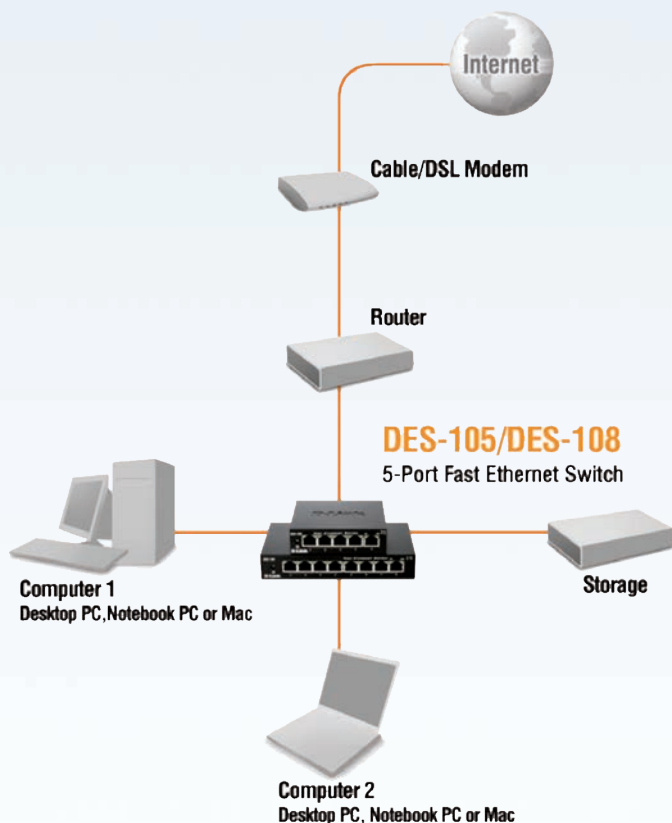 Internet
Cable/DSL Modem
Router
DES-105/DES-108
5-Port Fast Ethernet Switch
Computer 1
Desktop PC,Notebook PC or Mac
Storage
Computer 2
Desktop PC, Notebook PC or Mac